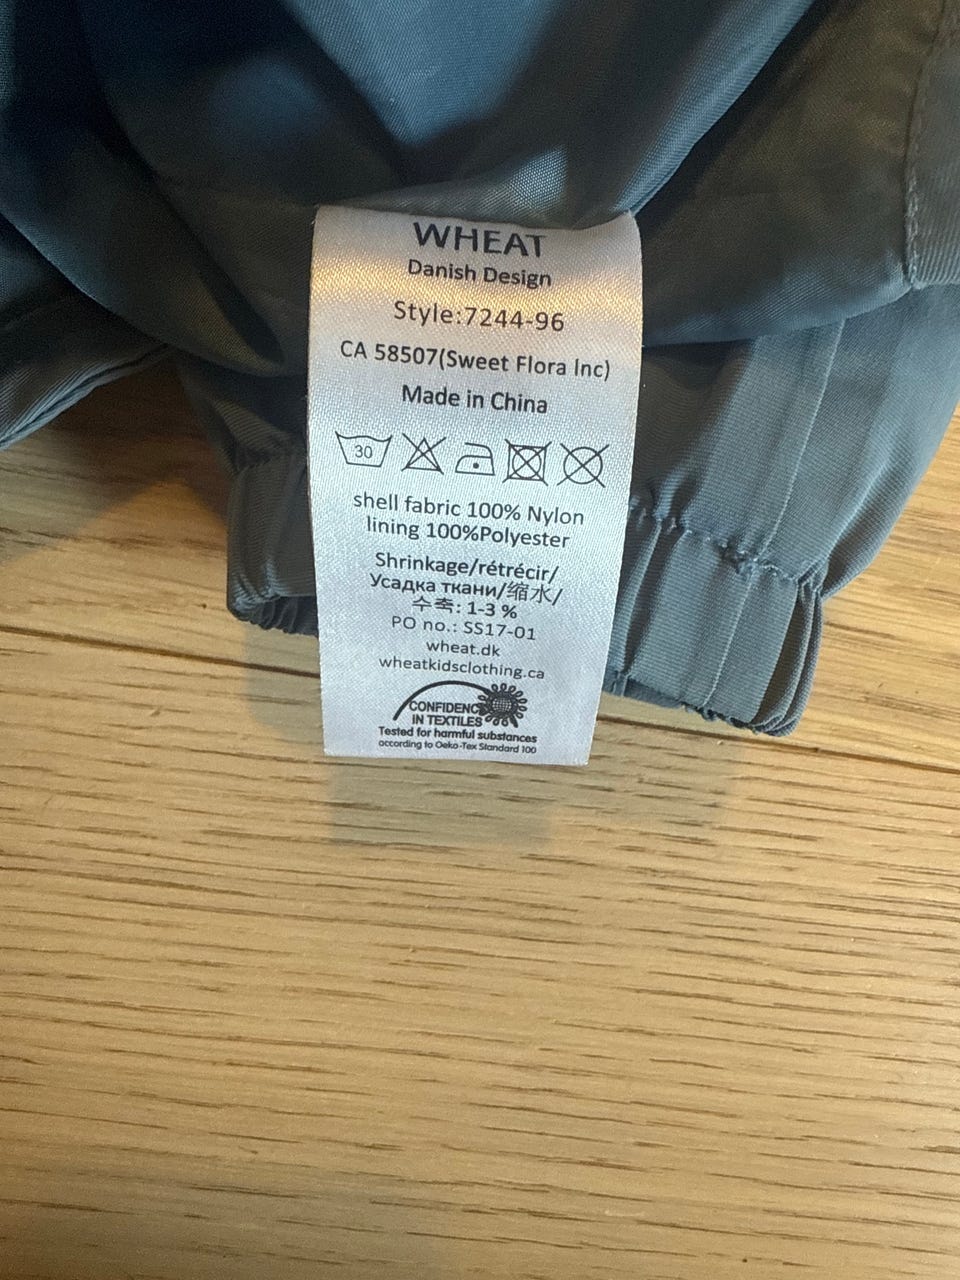 WHEAT
Danish Design
Style:7244-96
CA 58507(Sweet Flora Inc)
Made in China
30
shell fabric 100% Nylon
lining 100%Polyester
Shrinkage/rétrécir/
Усадка ткани/缩水/
수축: 1-3 %
PO no.: SS17-01
wheat.dk
wheatkidsclothing.ca
CONFIDENC
IN TEXTILES
Tested for harmful substances
according to Oeko-Tex Standard 100